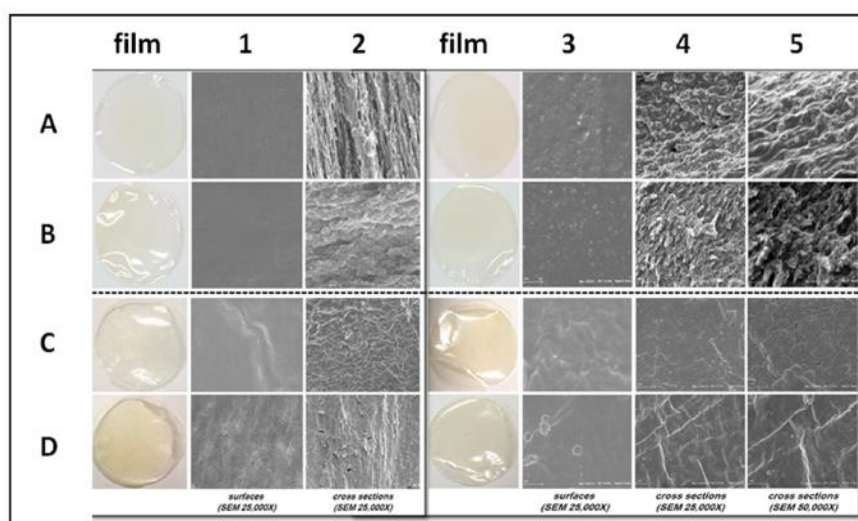 film 1 2 film 3 4 5
A
B
C
D
surfaces cross sections surfaces cross sections cross sections
(SEM 25,000X) (SEM 25,000X) (SEM 25,000X) (SEM 25,000X) (SEM 50,000X)